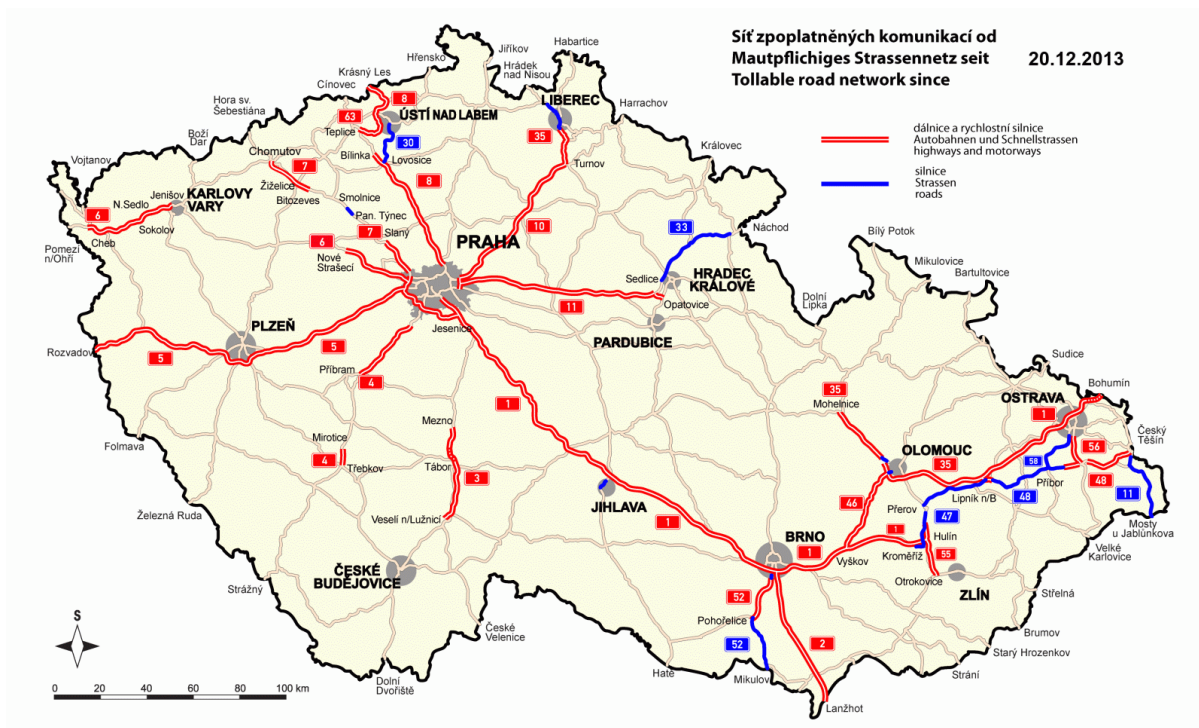 Síť zpoplatněných komunikací od
Mautpflichiges Strassennetz seit
Tollable road network since
20.12.2013
dálnice a rychlostní silnice
Autobahnen und Schnellstrassen
highways and motorways
silnice
Strassen
roads
Habartice
Jiříkov
Hřensko
Hrádek
nad Nisou
Krásný Les
Cínovec
8
LIBEREC
Harrachov
Hora sv.
Šebestiána
63
ÚSTÍ NAD LABEM
Teplice
30
35
Boží
Dar
Chomutov
Bílinka
Lovosice
Turnov
Královec
Vojtanov
7
8
Žiželice
Bitozeves
Jenišov
KARLOVY
VARY
N.Sedlo
Sokolov
6
Cheb
Smolnice
Pan. Týnec
7
Slaný
10
33
Náchod
Pomezí
n/Ohří
6
Nové
Strašecí
PRAHA
Bílý Potok
Mikulovice
Bartultovice
Sedlice
HRADEC
KRÁLOVÉ
11
Opatovice
Dolní
Lipka
Jesenice
PLZEŇ
PARDUBICE
Rozvadov
5
5
Příbram
4
Sudice
Bohumín
35
Mohelnice
OSTRAVA
1
1
Mezno
Český
Těšín
Folmava
Mirotice
4
Třebkov
Tábor
3
OLOMOUC
35
56
58
Příbor
48
Lipník n/B
48
11
46
JIHLAVA
Železná Ruda
Veselí n/Lužnicí
1
Přerov
47
Mosty
u Jablůnkova
BRNO
1
Vyškov
1
Hulín
Kroměříž
55
Otrokovice
Velké
Karlovice
ČESKÉ
BUDĚJOVICE
ZLÍN
Strážný
Střelná
52
Pohořelice
S
České
Velenice
52
2
Brumov
Starý Hrozenkov
Strání
Haté
Mikulov
Dolní
Dvořiště
Lanžhot
0 20 40 60 80 100 km